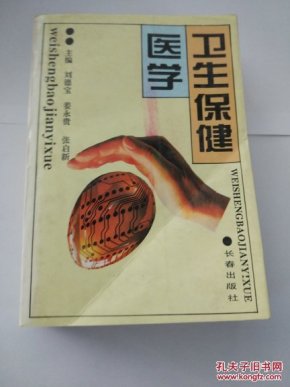 卫生保健
医学
weishengbaojianyixue
主编 刘德宝 姜永贵 张启新
WEISHENGBAOJIANYIXUE
长春出版社
孔夫子旧书网